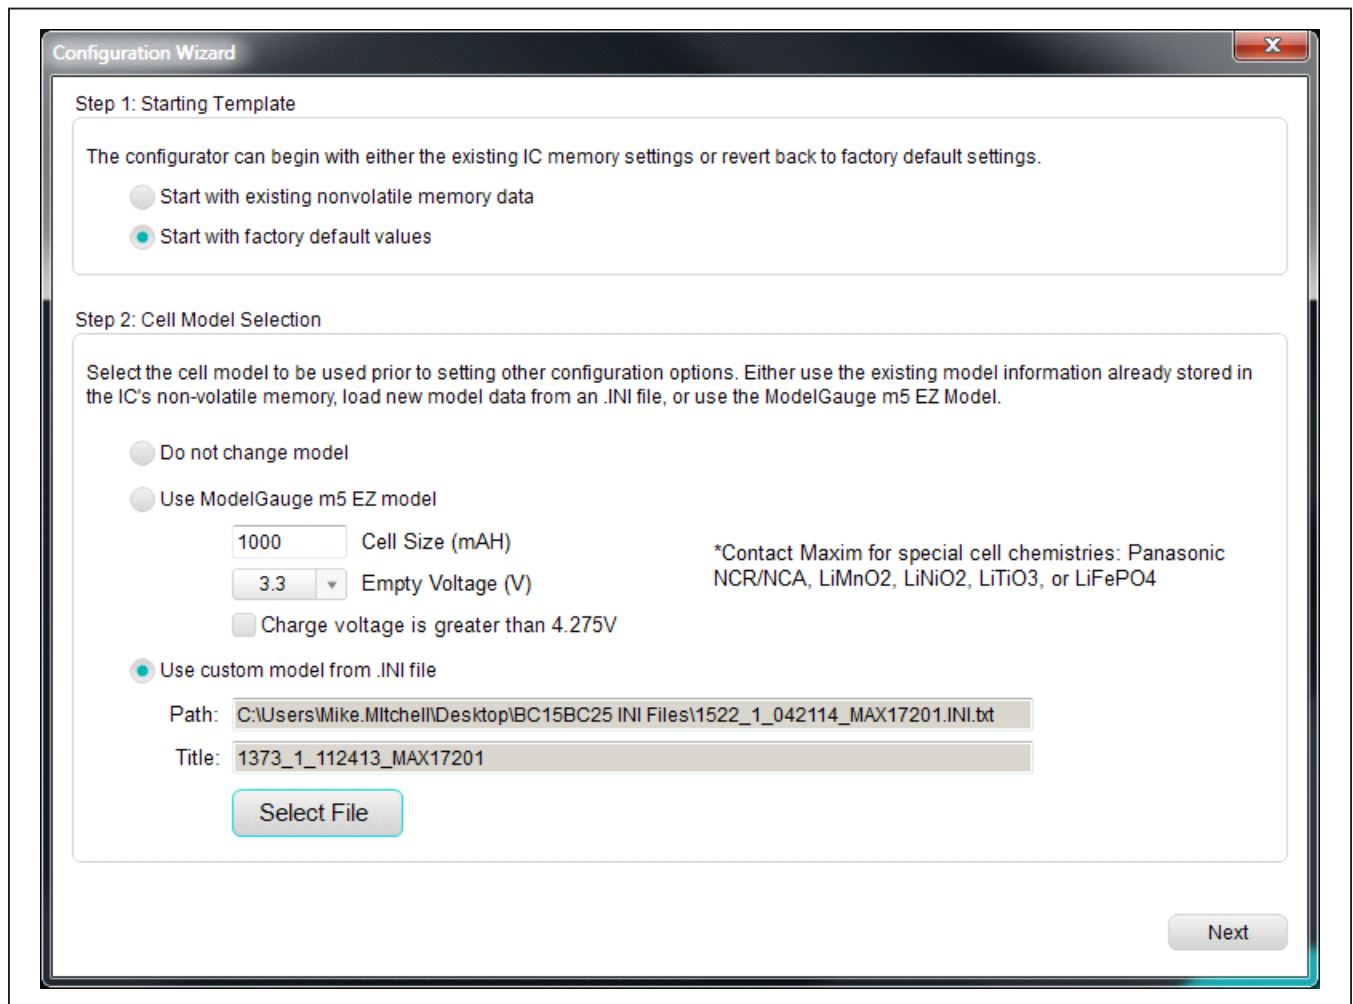 Configuration Wizard
Step 1: Starting Template
The configurator can begin with either the existing IC memory settings or revert back to factory default settings.
Start with existing nonvolatile memory data
Start with factory default values
Step 2: Cell Model Selection
Select the cell model to be used prior to setting other configuration options. Either use the existing model information already stored in
the IC's non-volatile memory, load new model data from an .INI file, or use the ModelGauge m5 EZ Model.
Do not change model
Use ModelGauge m5 EZ model
1000 Cell Size (mAH)
3.3 Empty Voltage (V)
*Contact Maxim for special cell chemistries: Panasonic
NCR/NCA, LiMnO2, LiNiO2, LiTiO3, or LiFePO4
Charge voltage is greater than 4.275V
Use custom model from .INI file
Path: C:\Users\Mike.MItchell\Desktop\BC15BC25 INI Files\1522_1_042114_MAX17201.INI.txt
Title: 1373_1_112413_MAX17201
Select File
Next